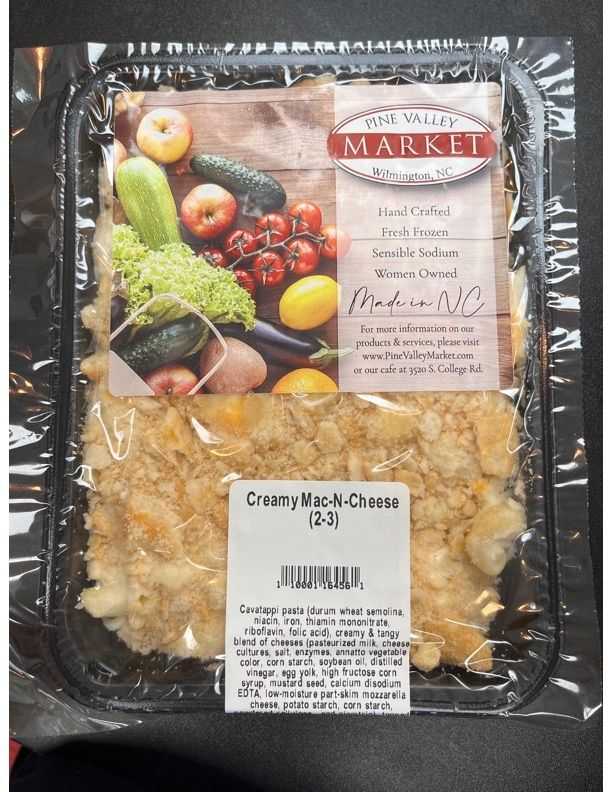 PINE VALLEY
MARKET
Wilmington, NC
Hand Crafted
Fresh Frozen
Sensible Sodium
Women Owned
Made in NC
For more information on our
products & services, please visit
www.PineValleyMarket.com
or our cafe at 3520 S. College Rd.
Creamy Mac-N-Cheese
(2-3)
1 10001 16456 1
Cavatappi pasta (durum wheat semolina,
niacin, iron, thiamin mononitrate,
riboflavin, folic acid), creamy & tangy
blend of cheeses (pasteurized milk, cheese
cultures, salt, enzymes, annatto vegetable
color, corn starch, soybean oil, distilled
vinegar, egg yolk, high fructose corn
syrup, mustard seed, calcium disodium
EDTA, low-moisture part-skim mozzarella
cheese, potato starch, corn starch,